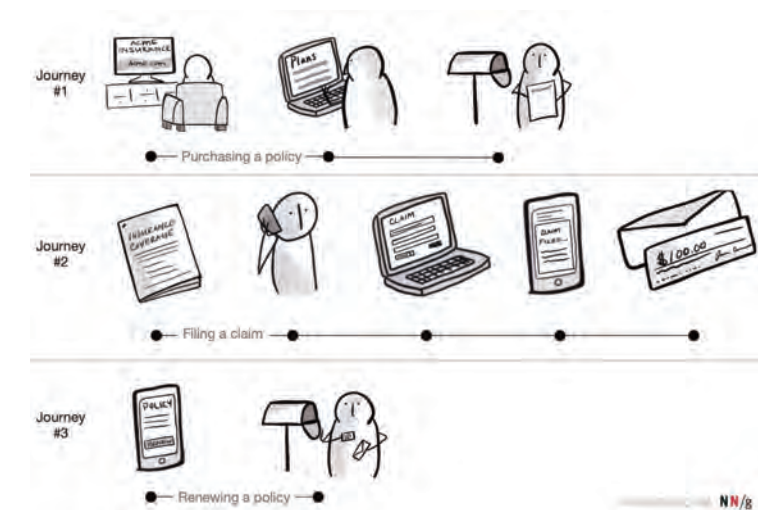 ACME
INSURANCE
Acme.com
Plans
Journey
#1
Purchasing a policy
INSURANCE
COVERAGE
CLAIM
CLAIM
FILED...
$100.00
Journey
#2
Filing a claim
POLICY
RENEW
Journey
#3
Renewing a policy
NN/g